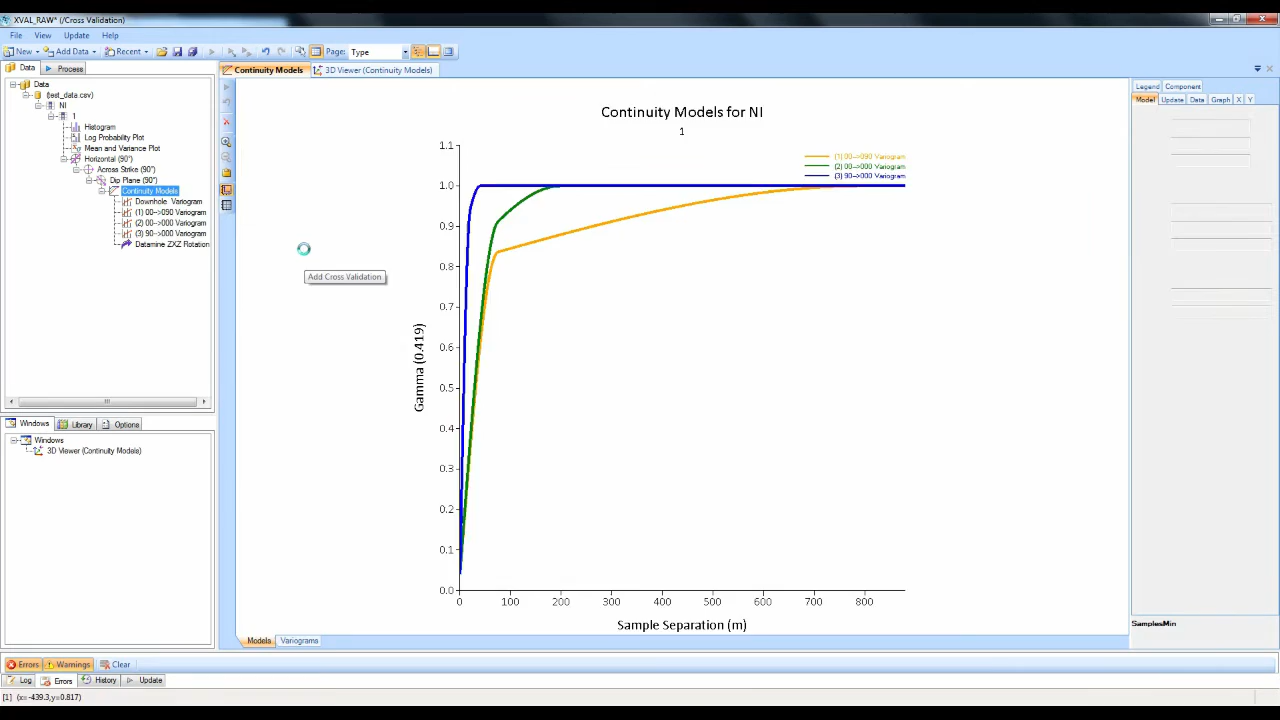 XVAL_RAW* (/Cross Validation)
File View Update Help
New Add Data Recent Page: Type
Data Process
Continuity Models 3D Viewer (Continuity Models)
Data
(test_data.csv)
NI
1
Histogram
Log Probability Plot
Mean and Variance Plot
Horizontal (90°)
Across Strike (90°)
Dip Plane (90°)
Continuity Models
Downhole Variogram
(1) 00-->090 Variogram
(2) 00-->000 Variogram
(3) 90-->000 Variogram
Datamine ZXZ Rotation
Windows Library Options
Windows
3D Viewer (Continuity Models)
Add Cross Validation
Continuity Models for NI
1
(1) 00-->090 Variogram
(2) 00-->000 Variogram
(3) 90-->000 Variogram
1.1
1.0
0.9
0.8
0.7
0.6
0.5
0.4
0.3
0.2
0.1
0.0
Gamma (0.419)
0 100 200 300 400 500 600 700 800
Sample Separation (m)
Models Variograms
Legend Component
Model Update Data Graph X Y
SamplesMin
Errors Warnings Clear
Log Errors History Update
[1] (x=-439.3,y=0.817)